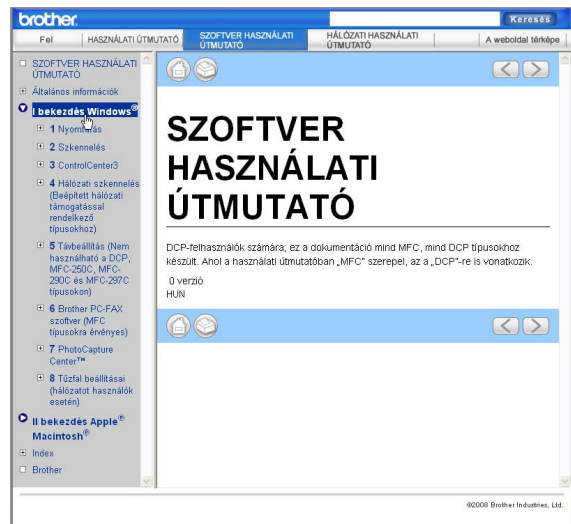 brother.
Keresés
Fel
HASZNÁLATI ÚTMUTATÓ
SZOFTVER HASZNÁLATI
ÚTMUTATÓ
HÁLÓZATI HASZNÁLATI
ÚTMUTATÓ
A weboldal térképe
SZOFTVER HASZNÁLATI
ÚTMUTATÓ
Általános információk
I bekezdés Windows®
1 Nyomtatás
2 Szkennelés
3 ControlCenter3
4 Hálózati szkennelés
(Beépített hálózati
támogatással
rendelkező
típusokhoz)
5 Távbeállítás (Nem
használható a DCP,
MFC-250C, MFC-
290C és MFC-297C
típusokon)
6 Brother PC-FAX
szoftver (MFC
típusokra érvényes)
7 PhotoCapture
Center™
8 Tűzfal beállításai
(hálózatot használók
esetén)
II bekezdés Apple®
Macintosh®
Index
Brother
SZOFTVER
HASZNÁLATI
ÚTMUTATÓ
DCP-felhasználók számára; ez a dokumentáció mind MFC, mind DCP típusokhoz
készült. Ahol a használati útmutatóban „MFC” szerepel, az a „DCP”-re is vonatkozik.
0 verzió
HUN
©2008 Brother Industries, Ltd.